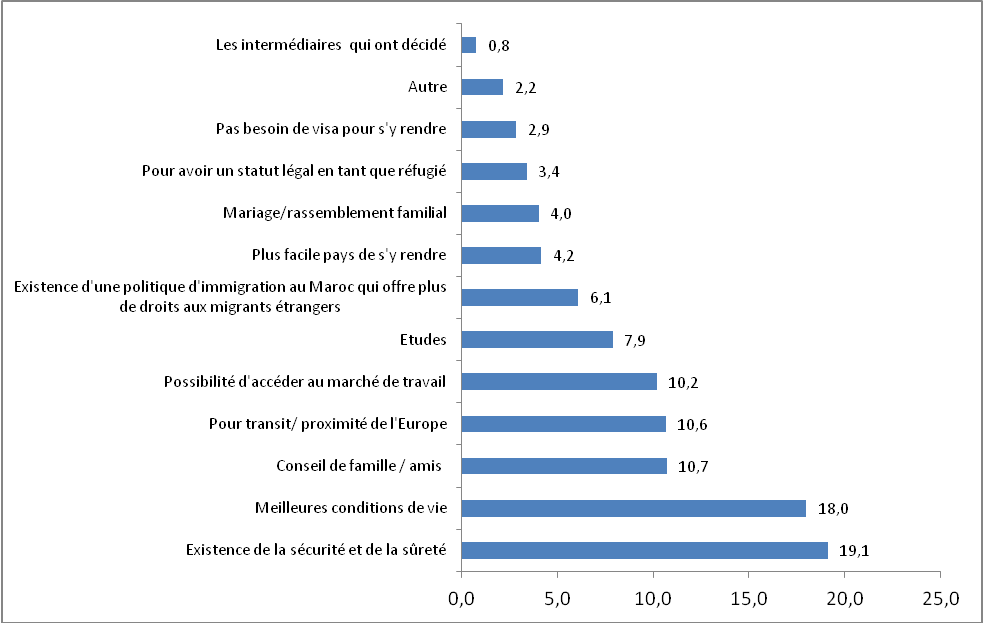 Les intermédiaires  qui ont décidé 0,8
Autre 2,2
Pas besoin de visa pour s'y rendre 2,9
Pour avoir un statut légal en tant que réfugié 3,4
Mariage/rassemblement familial 4,0
Plus facile pays de s'y rendre 4,2
Existence d'une politique d'immigration au Maroc qui offre plus
de droits aux migrants étrangers 6,1
Etudes 7,9
Possibilité d'accéder au marché de travail 10,2
Pour transit/ proximité de l'Europe 10,6
Conseil de famille / amis 10,7
Meilleures conditions de vie 18,0
Existence de la sécurité et de la sûreté 19,1
0,0 5,0 10,0 15,0 20,0 25,0